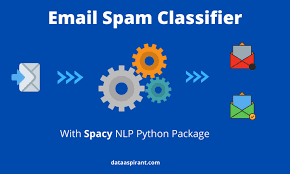 Email Spam Classifier
With Spacy NLP Python Package
dataaspirant.com